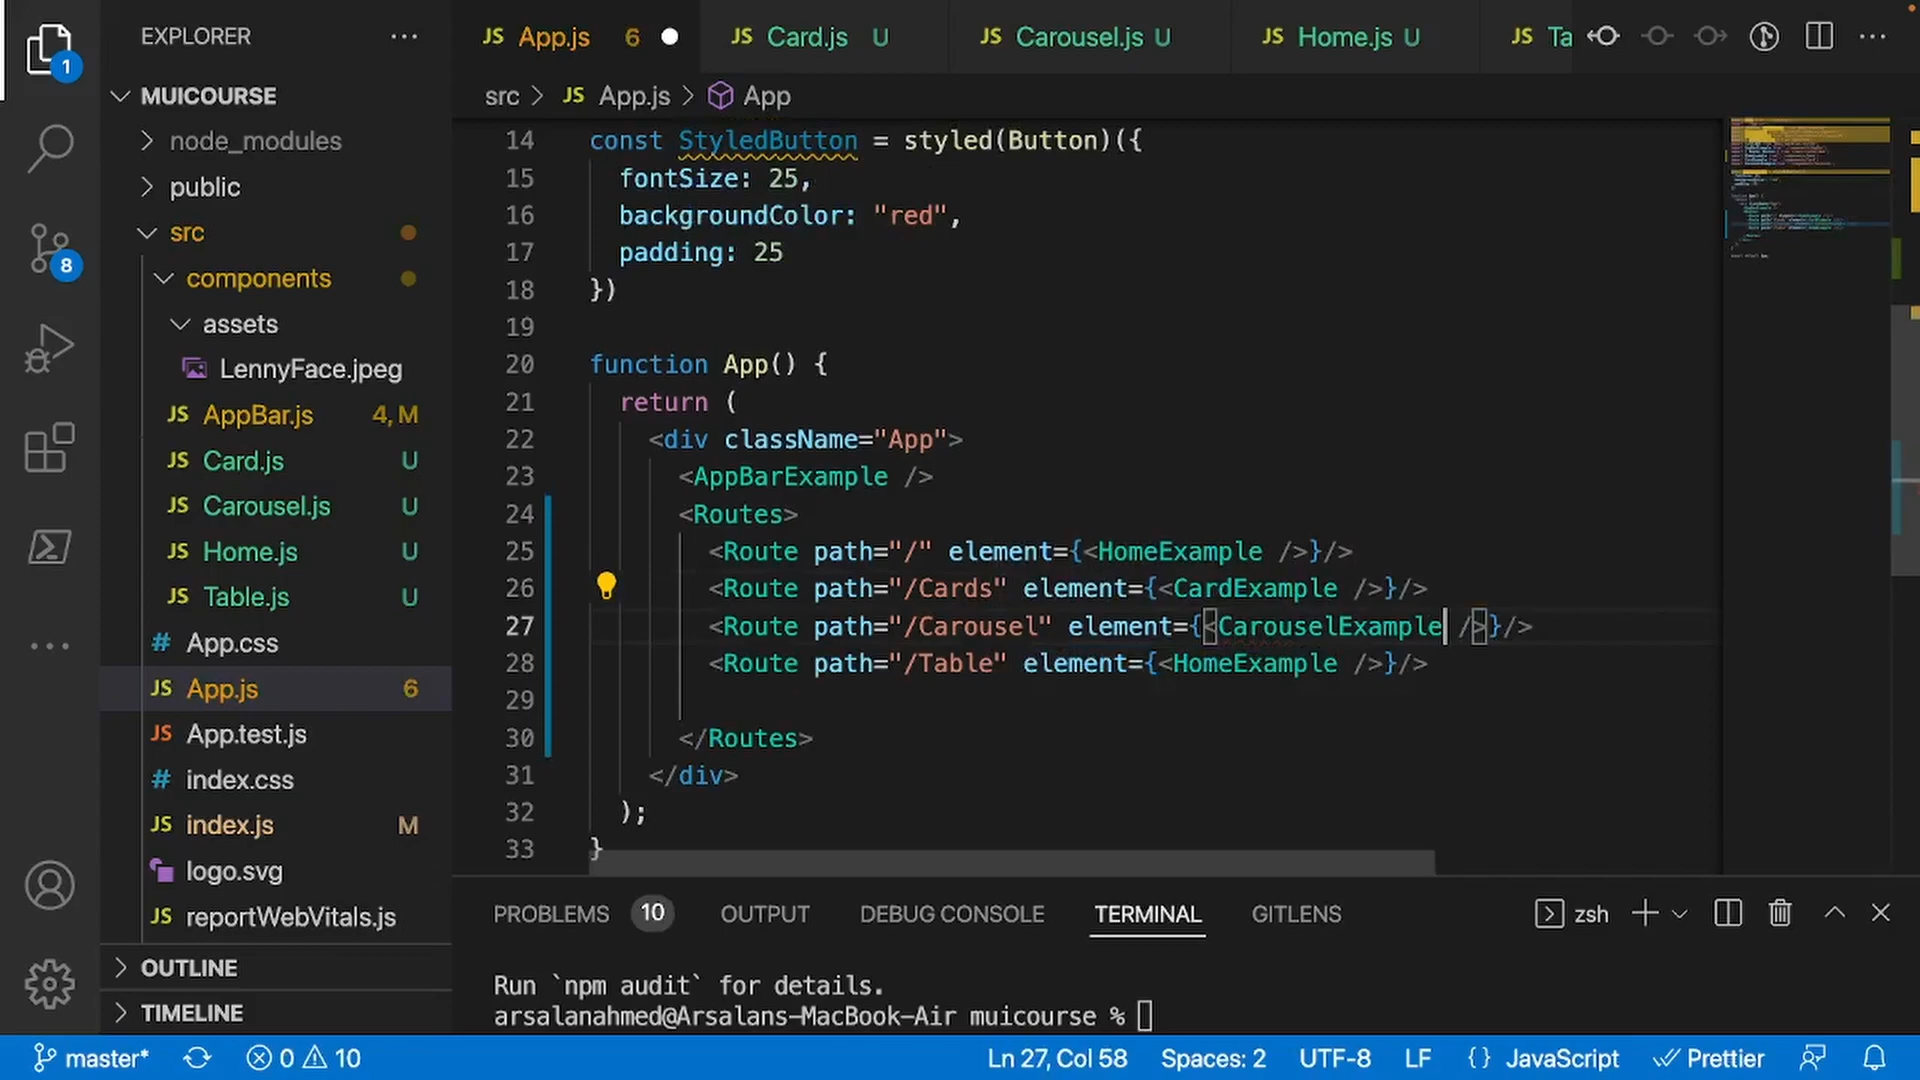 EXPLORER
App.js 6
Card.js U
Carousel.js U
Home.js U
Ta
1
MUICOURSE
src > JS App.js > App
node_modules
public
src
8
components
assets
LennyFace.jpeg
JS AppBar.js 4, M
JS Card.js U
JS Carousel.js U
JS Home.js U
JS Table.js U
# App.css
JS App.js 6
JS App.test.js
# index.css
JS index.js M
logo.svg
JS reportWebVitals.js
OUTLINE
TIMELINE
14 const StyledButton = styled(Button)({
15 fontSize: 25,
16 backgroundColor: "red",
17 padding: 25
18 })
19
20 function App() {
21 return (
22 <div className="App">
23 <AppBarExample />
24 <Routes>
25 <Route path="/" element={<HomeExample />}/>
26 <Route path="/Cards" element={<CardExample />}/>
27 <Route path="/Carousel" element={<CarouselExample />}/>
28 <Route path="/Table" element={<HomeExample />}/>
29
30 </Routes>
31 </div>
32 );
33 }
PROBLEMS 10 OUTPUT DEBUG CONSOLE TERMINAL GITLENS
zsh
Run `npm audit` for details.
arsalanahmed@Arsalans-MacBook-Air muicourse %
master* 0 10 Ln 27, Col 58 Spaces: 2 UTF-8 LF {} JavaScript Prettier